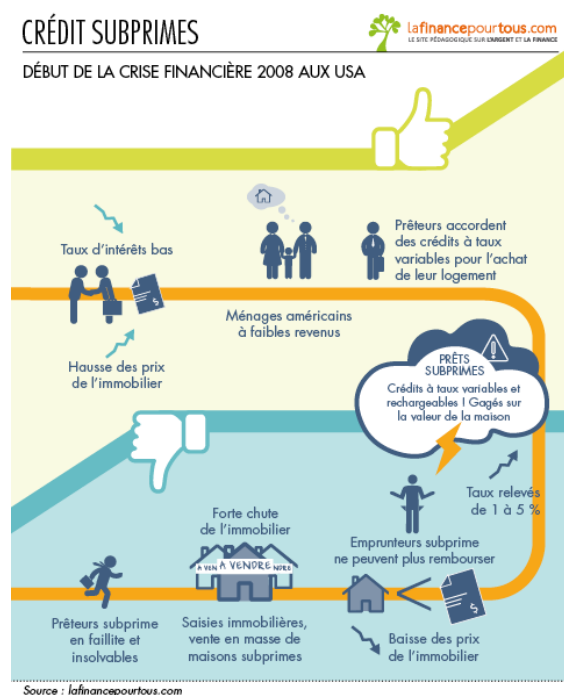 CRÉDIT SUBPRIMES
lafinancepourtous.com
LE SITE PÉDAGOGIQUE SUR L'ARGENT ET LA FINANCE
DÉBUT DE LA CRISE FINANCIÈRE 2008 AUX USA
Taux d'intérêts bas
Hausse des prix
de l'immobilier
$
Ménages américains
à faibles revenus
Prêteurs accordent
des crédits à taux
variables pour l'achat
de leur logement
PRÊTS
SUBPRIMES
Crédits à taux variables et
rechargeables ! Gagés sur
la valeur de la maison
Taux relevés
de 1 à 5 %
Emprunteurs subprime
ne peuvent plus rembourser
$
Baisse des prix
de l'immobilier
Forte chute
de l'immobilier
A VEN A VENDRE NDRE
Saisies immobilières,
vente en masse de
maisons subprimes
Prêteurs subprime
en faillite et
insolvables
Source : lafinancepourtous.com